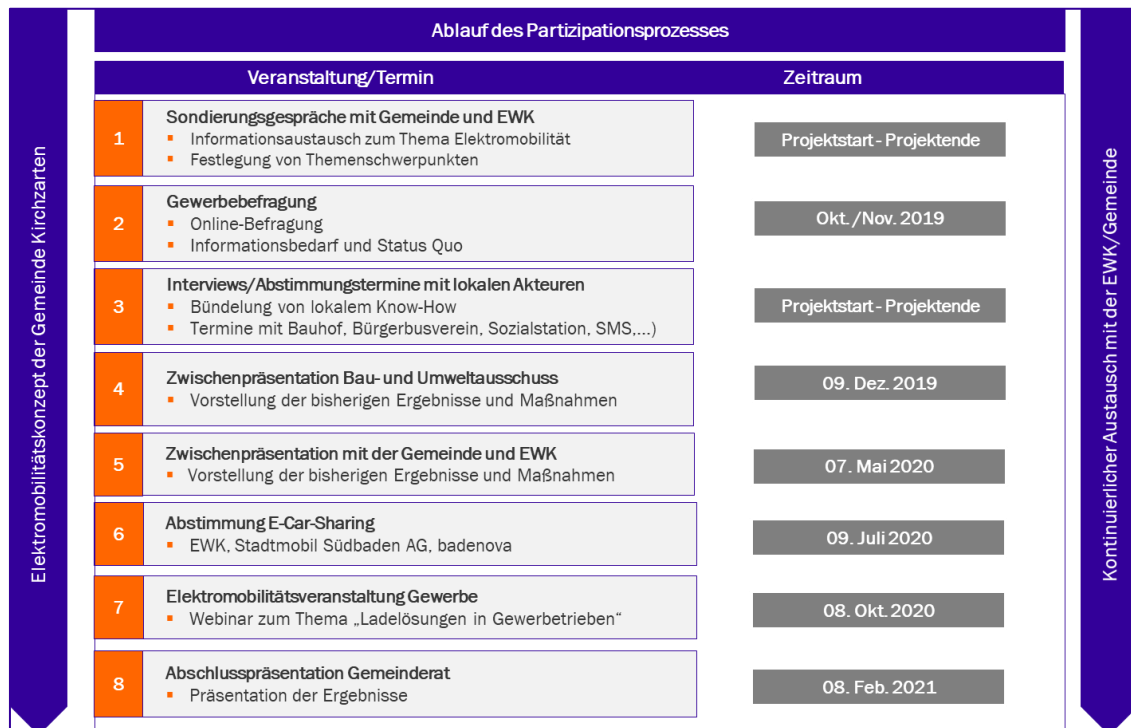 Ablauf des Partizipationsprozesses
Veranstaltung/Termin
Zeitraum
Elektromobilitätskonzept der Gemeinde Kirchzarten
1
Sondierungsgespräche mit Gemeinde und EWK
Informationsaustausch zum Thema Elektromobilität
Festlegung von Themenschwerpunkten
Projektstart - Projektende
2
Gewerbebefragung
Online-Befragung
Informationsbedarf und Status Quo
Okt./Nov. 2019
3
Interviews/Abstimmungstermine mit lokalen Akteuren
Bündelung von lokalem Know-How
Termine mit Bauhof, Bürgerbusverein, Sozialstation, SMS,...)
Projektstart - Projektende
4
Zwischenpräsentation Bau- und Umweltausschuss
Vorstellung der bisherigen Ergebnisse und Maßnahmen
09. Dez. 2019
5
Zwischenpräsentation mit der Gemeinde und EWK
Vorstellung der bisherigen Ergebnisse und Maßnahmen
07. Mai 2020
6
Abstimmung E-Car-Sharing
EWK, Stadtmobil Südbaden AG, badenova
09. Juli 2020
7
Elektromobilitätsveranstaltung Gewerbe
Webinar zum Thema „Ladelösungen in Gewerbetrieben“
08. Okt. 2020
8
Abschlusspräsentation Gemeinderat
Präsentation der Ergebnisse
08. Feb. 2021
Kontinuierlicher Austausch mit der EWK/Gemeinde